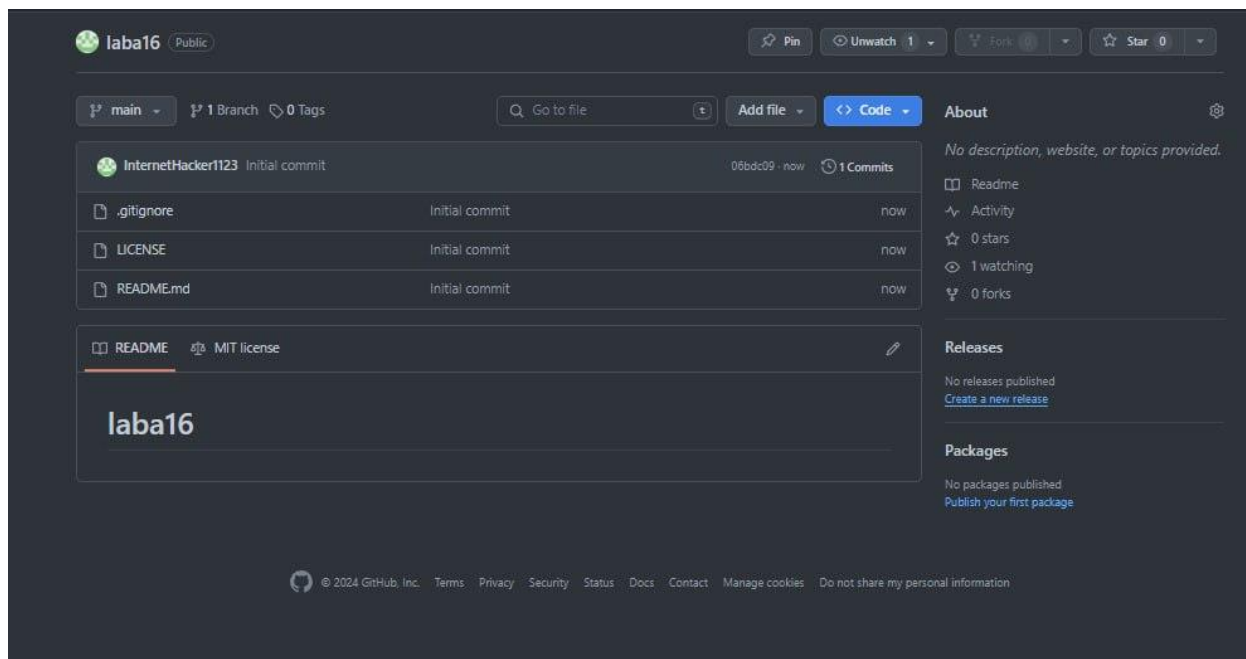 laba16 Public Pin Unwatch 1 Fork 0 Star 0
main 1 Branch 0 Tags Go to file t Add file Code
InternetHacker1123 Initial commit 06bdc09 · now 1 Commits
.gitignore Initial commit now
LICENSE Initial commit now
README.md Initial commit now
README MIT license
laba16
About
No description, website, or topics provided.
Readme
Activity
0 stars
1 watching
0 forks
Releases
No releases published
Create a new release
Packages
No packages published
Publish your first package
© 2024 GitHub, Inc. Terms Privacy Security Status Docs Contact Manage cookies Do not share my personal information